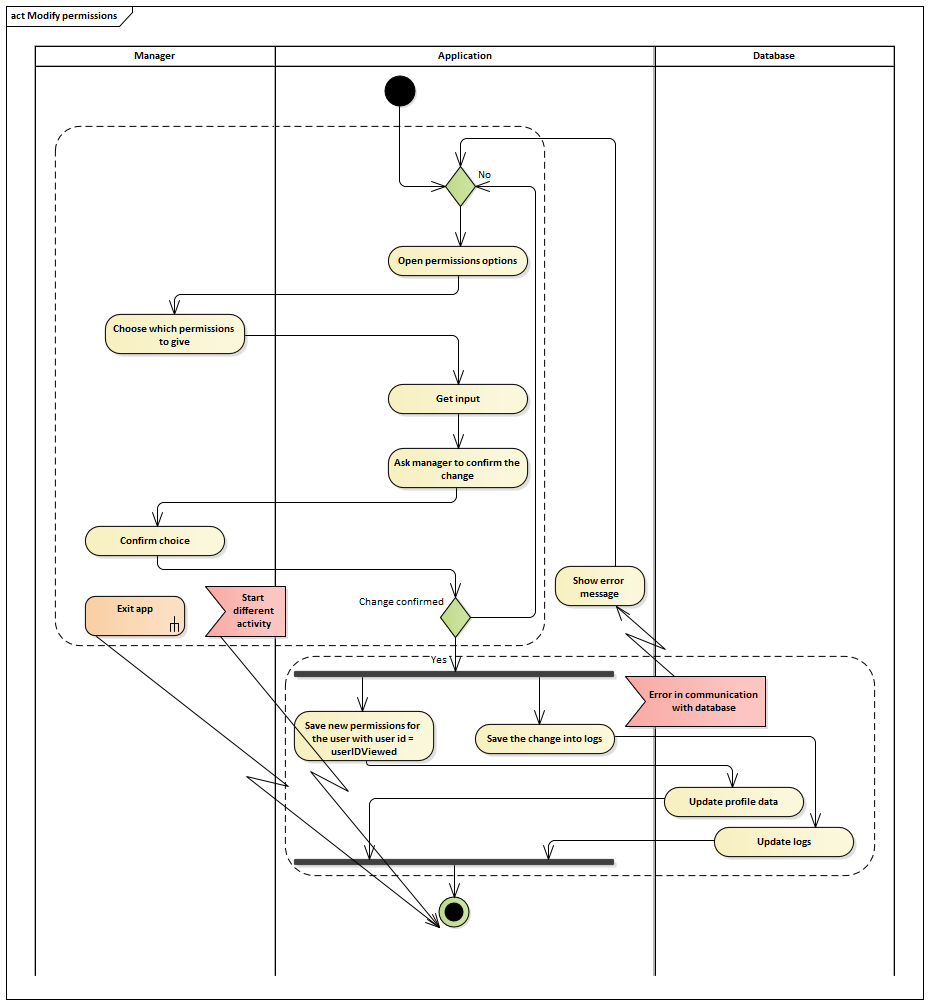 act Modify permissions
Manager
Application
Database
No
Open permissions options
Choose which permissions
to give
Get input
Ask manager to confirm the
change
Confirm choice
Show error
message
Exit app
Start
different
activity
Change confirmed
Yes
Error in communication
with database
Save new permissions for
the user with user id =
userIDViewed
Save the change into logs
Update profile data
Update logs